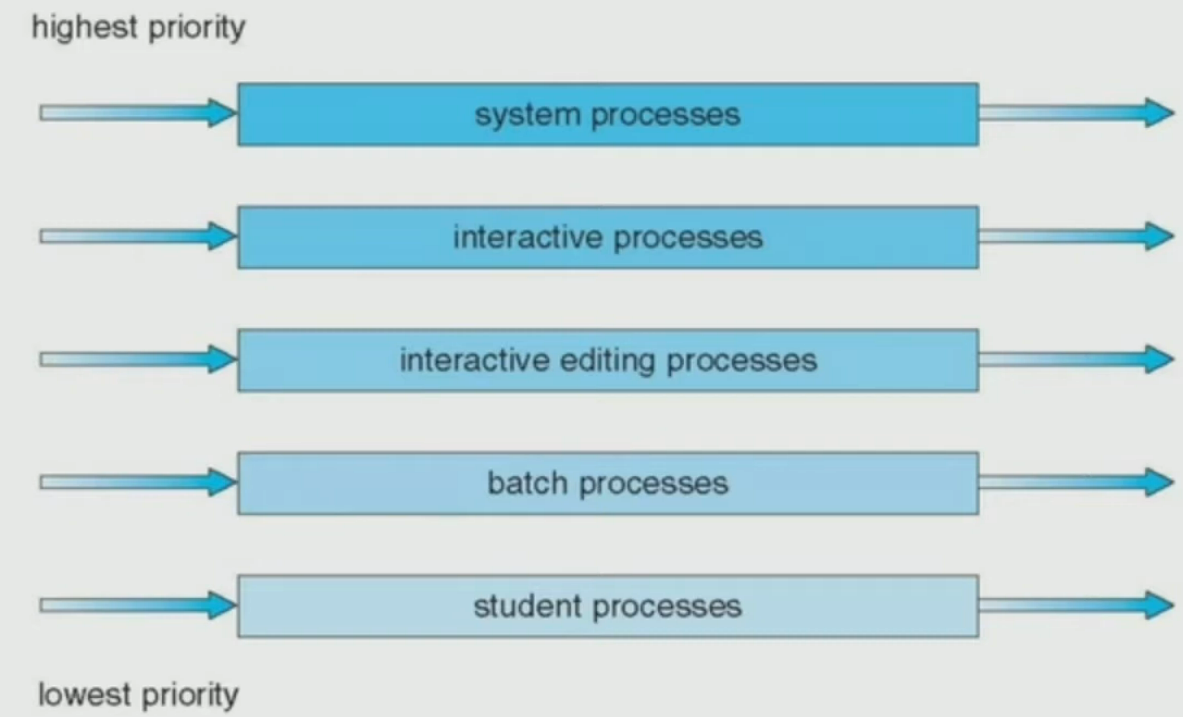 highest priority
system processes
interactive processes
interactive editing processes
batch processes
student processes
lowest priority